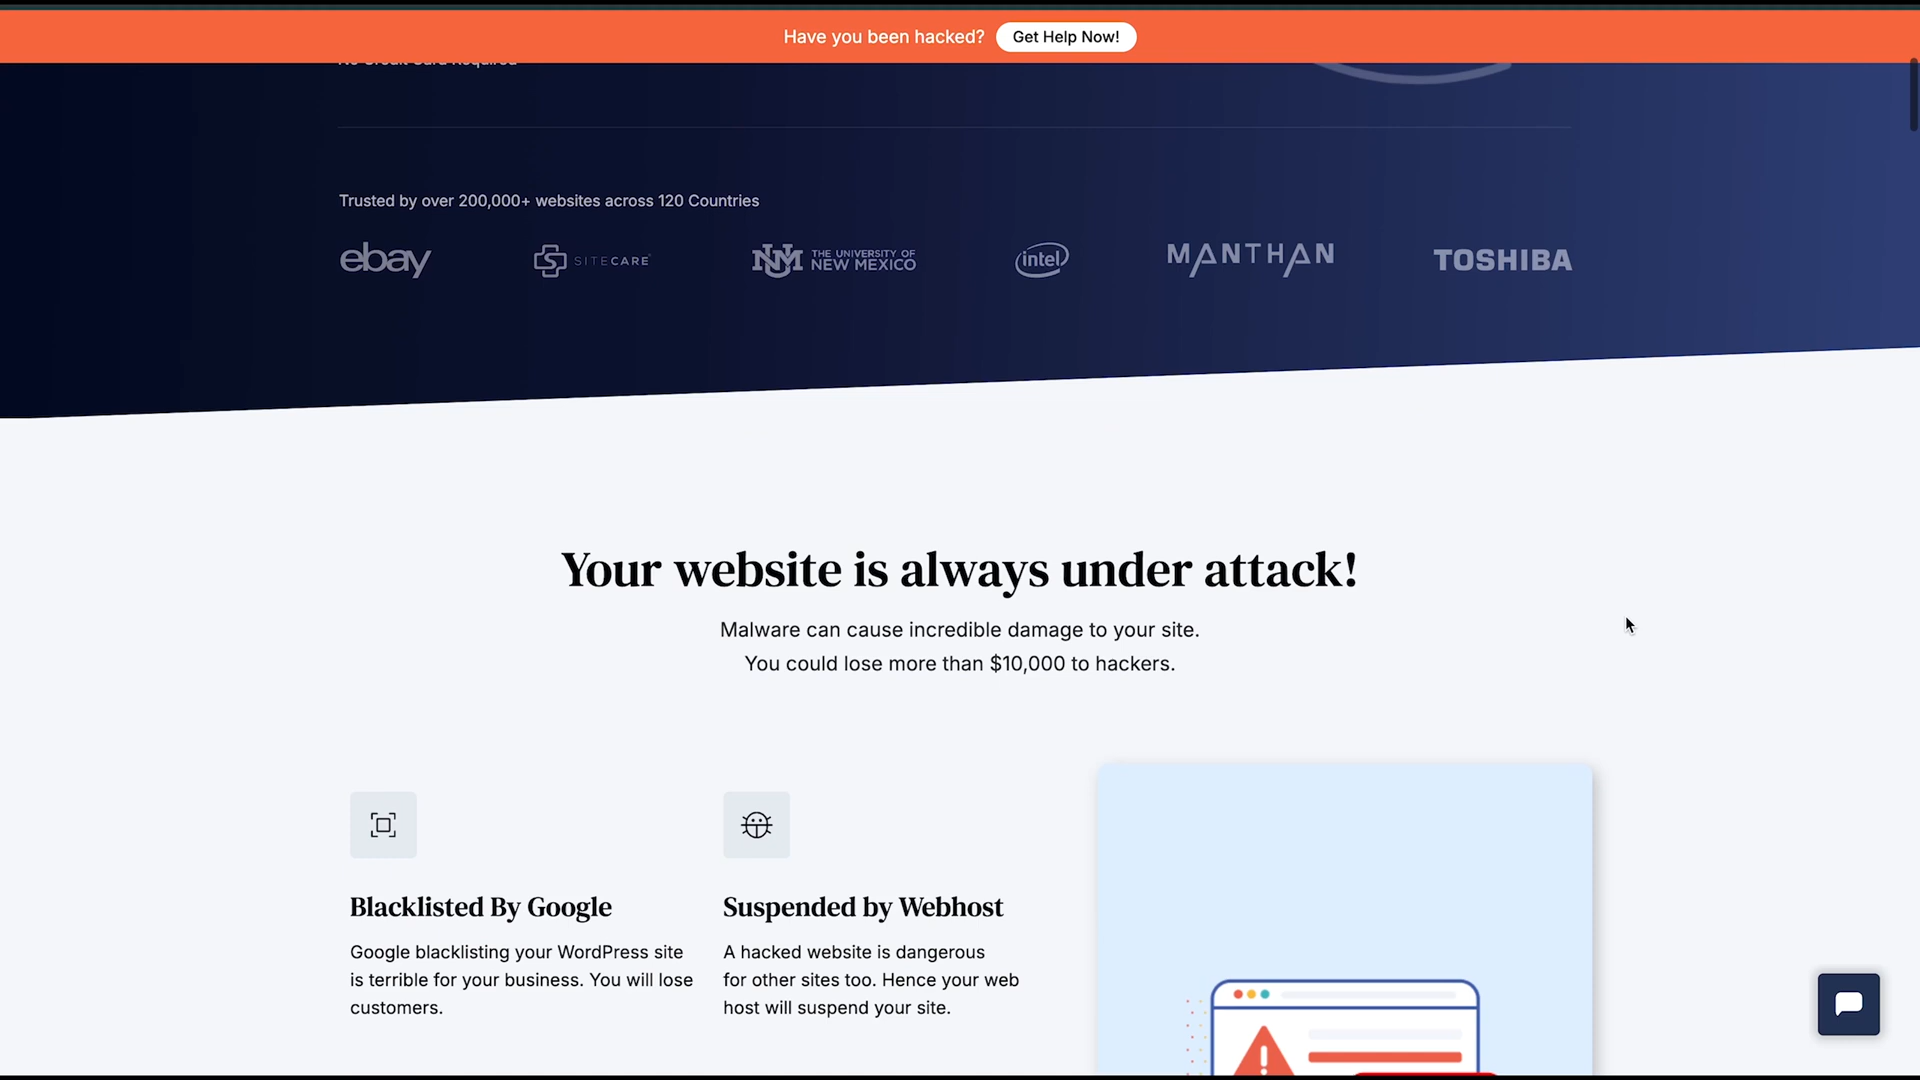 Have you been hacked? Get Help Now!
No Credit Card Required
Trusted by over 200,000+ websites across 120 Countries
ebay
SITECARE
THE UNIVERSITY OF
NEW MEXICO
intel
MANTHAN
TOSHIBA
Your website is always under attack!
Malware can cause incredible damage to your site.
You could lose more than $10,000 to hackers.
Blacklisted By Google
Google blacklisting your WordPress site
is terrible for your business. You will lose
customers.
Suspended by Webhost
A hacked website is dangerous
for other sites too. Hence your web
host will suspend your site.